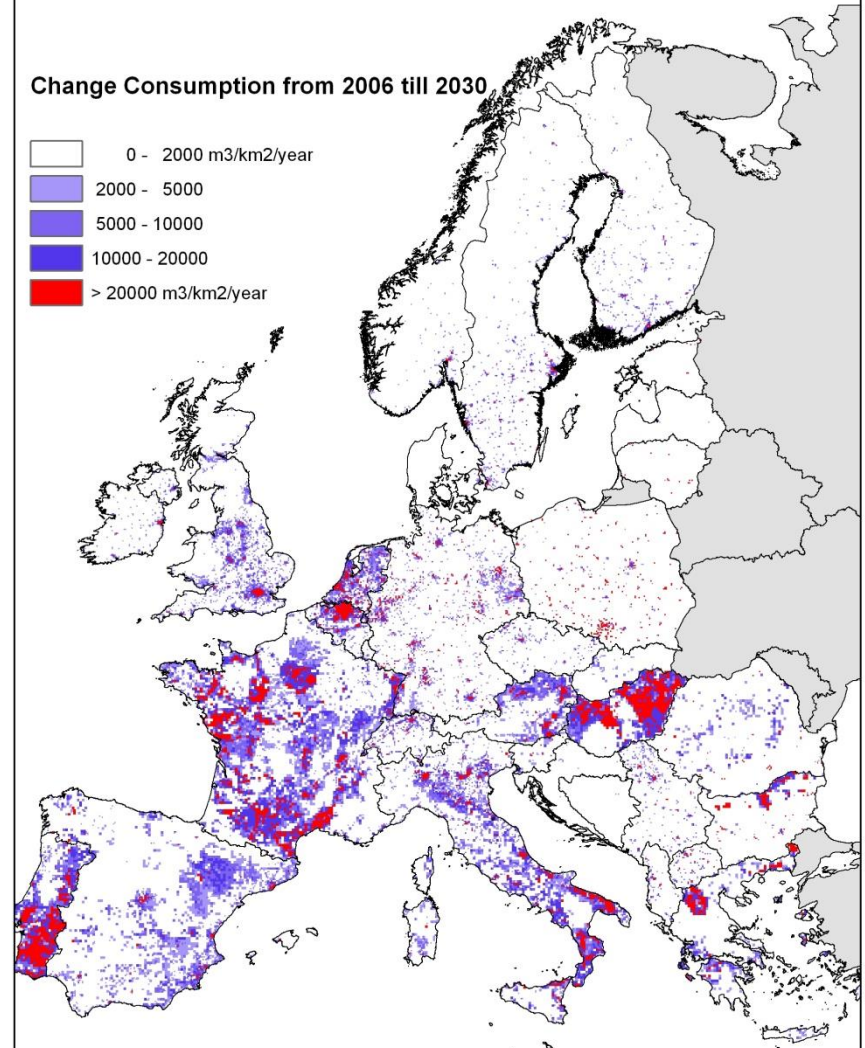 Change Consumption from 2006 till 2030
0 - 2000 m3/km2/year
2000 - 5000
5000 - 10000
10000 - 20000
> 20000 m3/km2/year